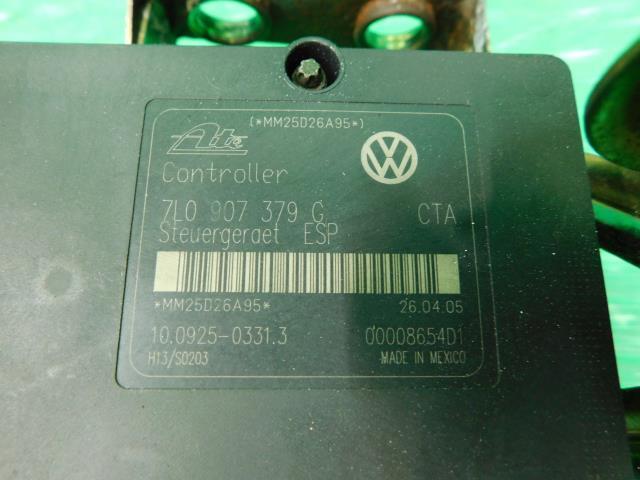 (*MM25D26A95*)
Ate
Controller
7L0 907 379 G CTA
Steuergeraet ESP
*MM25D26A95* 26.04.05
10.0925-0331.3 00008654D1
H13/S0203 MADE IN MEXICO